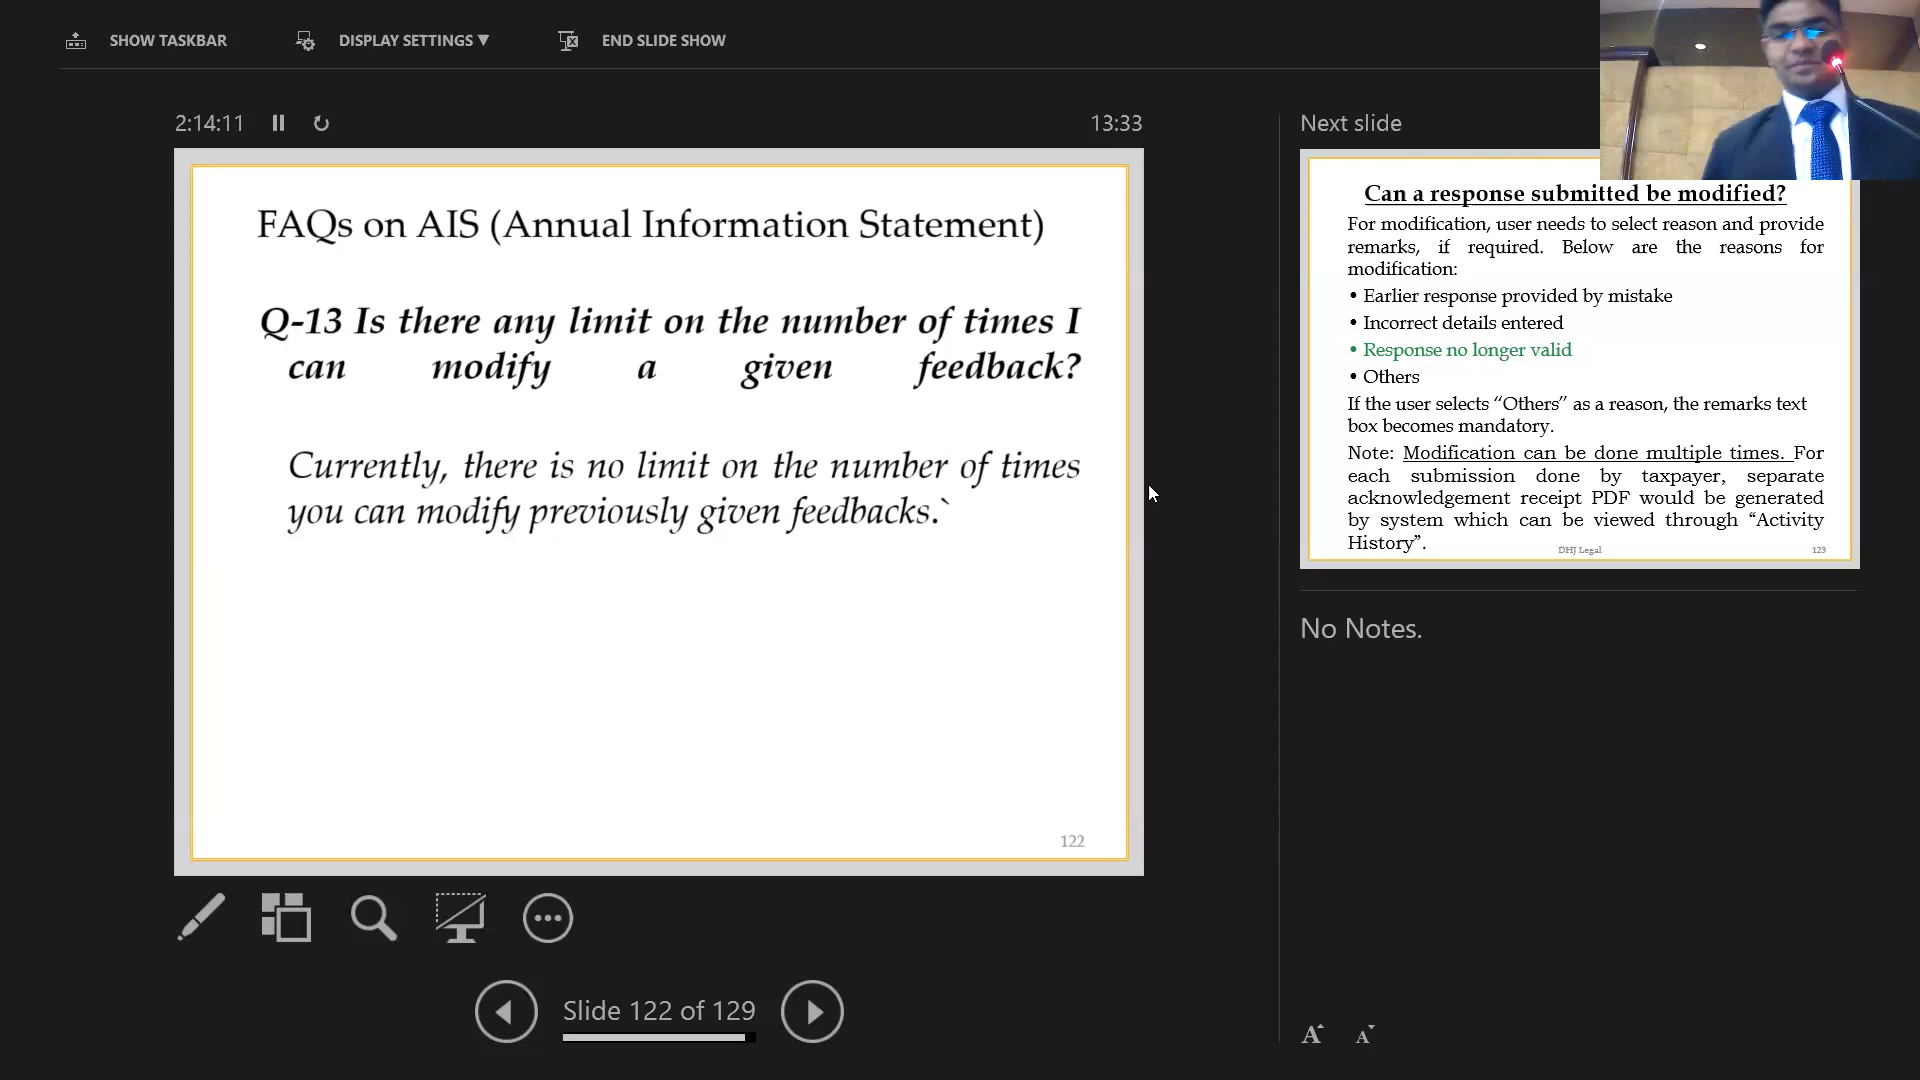 SHOW TASKBAR
DISPLAY SETTINGS ▼
END SLIDE SHOW
2:14:11
13:33
FAQs on AIS (Annual Information Statement)
Q-13 Is there any limit on the number of times I
can modify a given feedback?
Currently, there is no limit on the number of times
you can modify previously given feedbacks.`
122
Slide 122 of 129
Next slide
Can a response submitted be modified?
For modification, user needs to select reason and provide
remarks, if required. Below are the reasons for
modification:
• Earlier response provided by mistake
• Incorrect details entered
• Response no longer valid
• Others
If the user selects “Others” as a reason, the remarks text
box becomes mandatory.
Note: Modification can be done multiple times. For
each submission done by taxpayer, separate
acknowledgement receipt PDF would be generated
by system which can be viewed through “Activity
History”.
DHJ Legal
123
No Notes.
A A